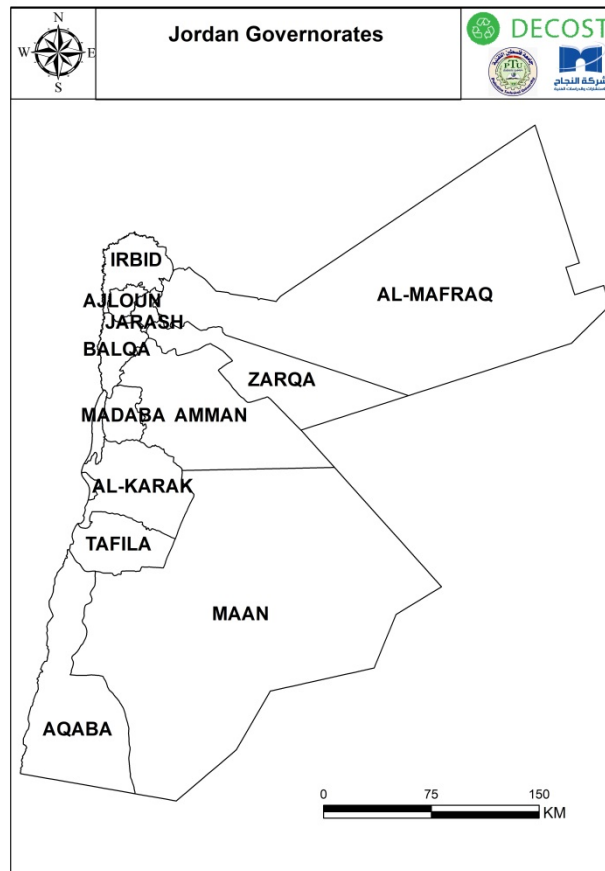 N
W E
S
Jordan Governorates
DECOST
PTU
شركة النجاح
IRBID
AL-MAFRAQ
AJLOUN
JARASH
BALQA
ZARQA
MADABA AMMAN
AL-KARAK
TAFILA
MAAN
AQABA
0 75 150
KM